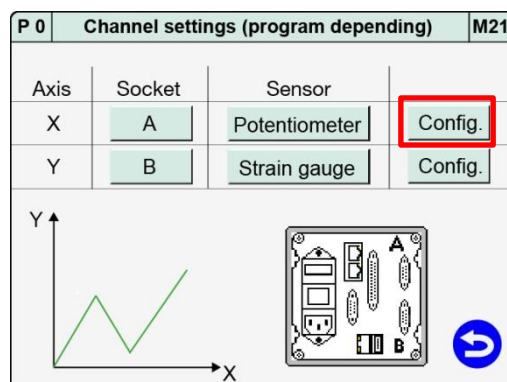 P 0 Channel settings (program depending) M21
Axis Socket Sensor
X A Potentiometer Config.
Y B Strain gauge Config.
Y
A
B
X